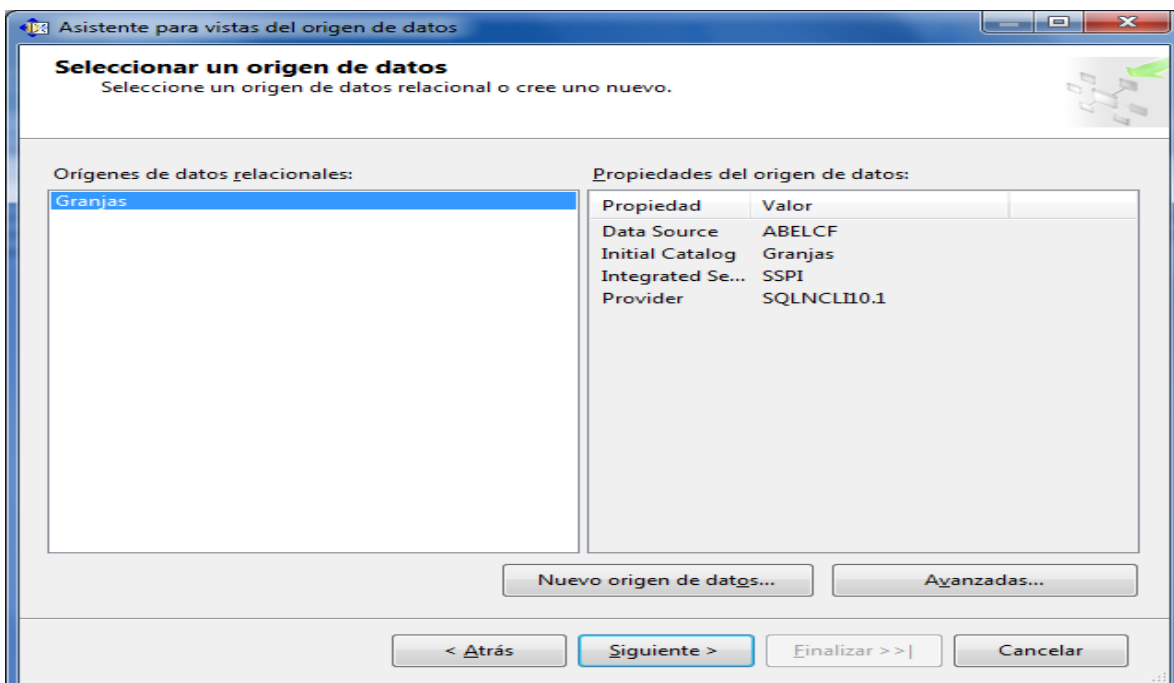 Asistente para vistas del origen de datos
Seleccionar un origen de datos
Seleccione un origen de datos relacional o cree uno nuevo.
Orígenes de datos relacionales:
Granjas
Propiedades del origen de datos:
Propiedad Valor
Data Source ABELCF
Initial Catalog Granjas
Integrated Se... SSPI
Provider SQLNCLI10.1
Nuevo origen de datos... Avanzadas...
< Atrás Siguiente > Finalizar >>| Cancelar